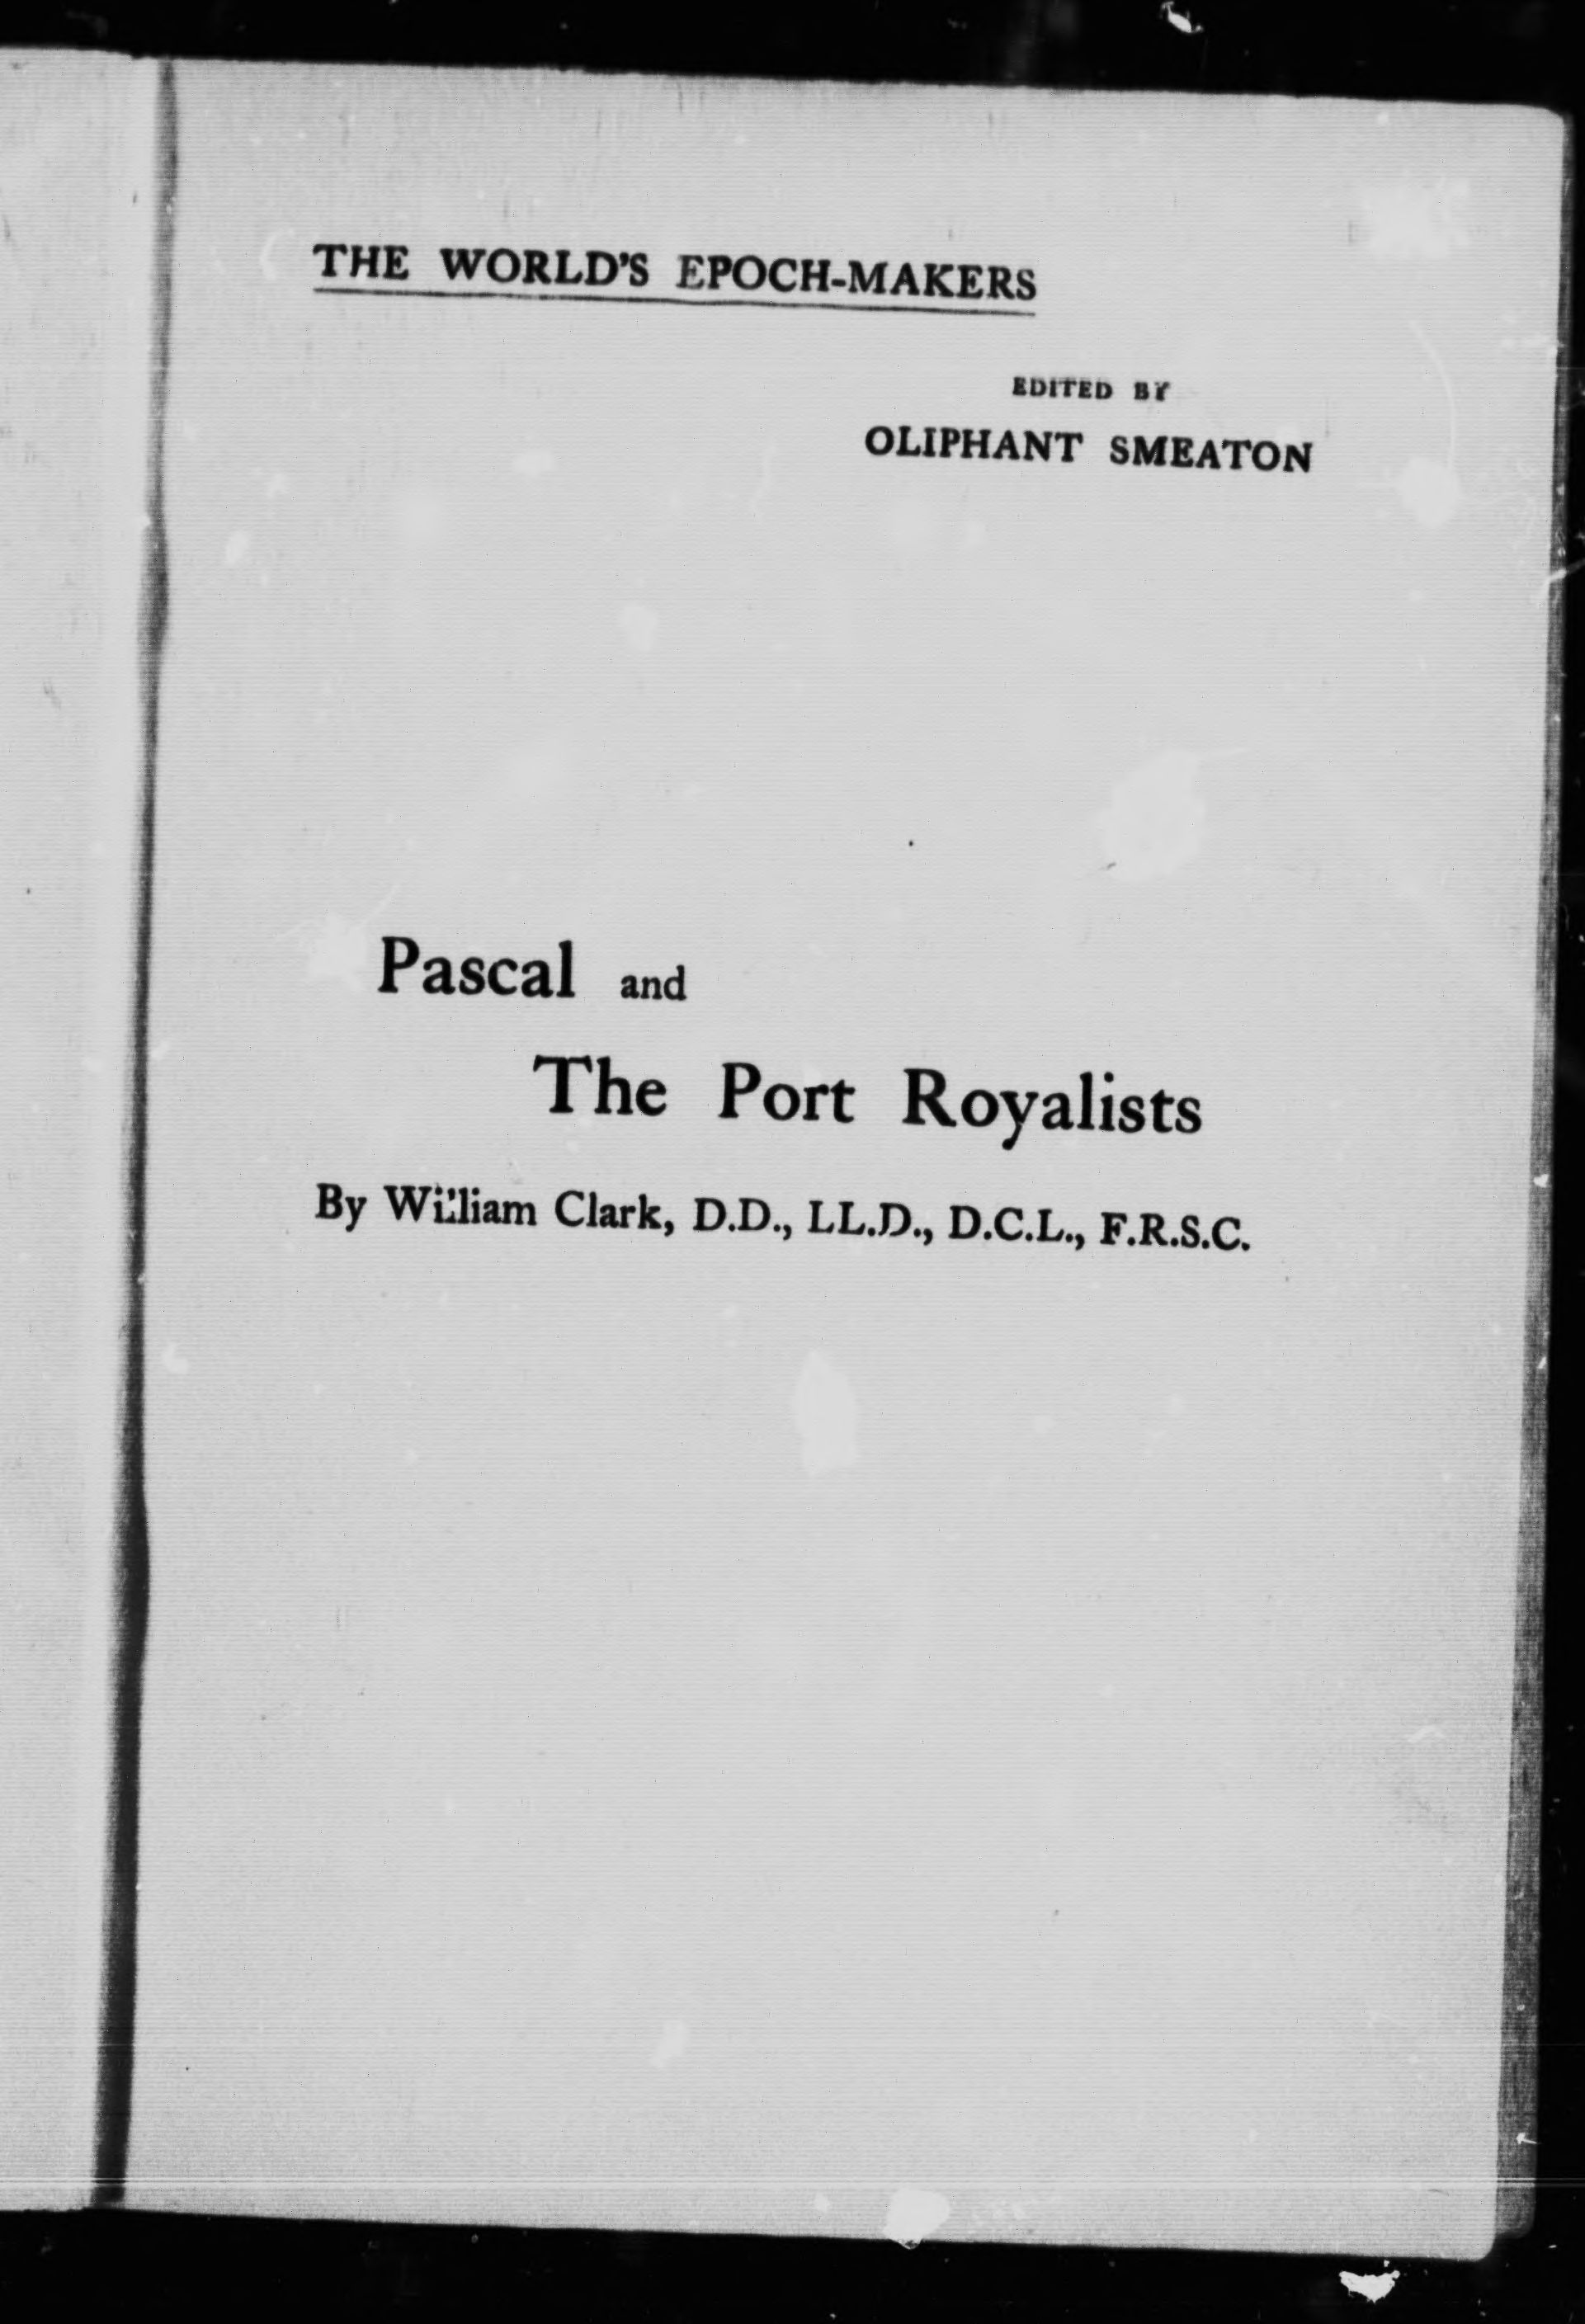 THE WORLD'S EPOCH-MAKERS
EDITED BY
OLIPHANT SMEATON
Pascal and
The Port Royalists
By William Clark, D.D., LL.D., D.C.L., F.R.S.C.